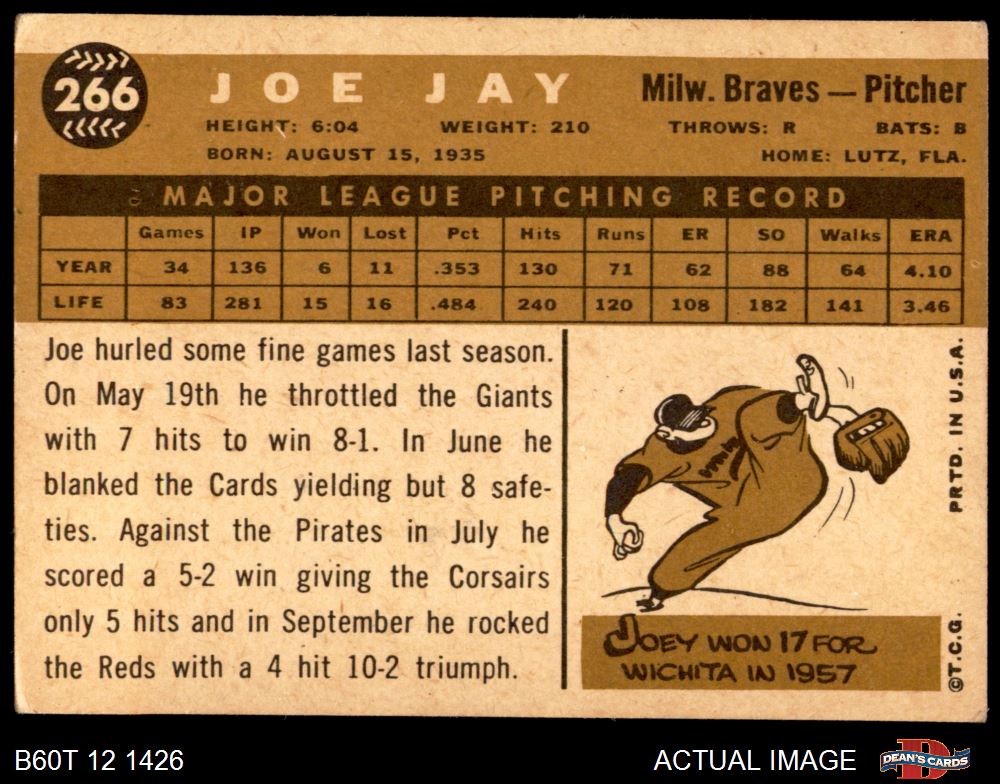 266
JOE JAY
Milw. Braves — Pitcher
HEIGHT: 6:04 WEIGHT: 210 THROWS: R BATS: B
BORN: AUGUST 15, 1935 HOME: LUTZ, FLA.
MAJOR LEAGUE PITCHING RECORD
Games IP Won Lost Pct Hits Runs ER SO Walks ERA
YEAR 34 136 6 11 .353 130 71 62 88 64 4.10
LIFE 83 281 15 16 .484 240 120 108 182 141 3.46
Joe hurled some fine games last season.
On May 19th he throttled the Giants
with 7 hits to win 8-1. In June he
blanked the Cards yielding but 8 safe-
ties. Against the Pirates in July he
scored a 5-2 win giving the Corsairs
only 5 hits and in September he rocked
the Reds with a 4 hit 10-2 triumph.
JOEY WON 17 FOR
WICHITA IN 1957
©T.C.G. PRTD. IN U.S.A.
B60T 12 1426
ACTUAL IMAGE
DEAN'S CARDS